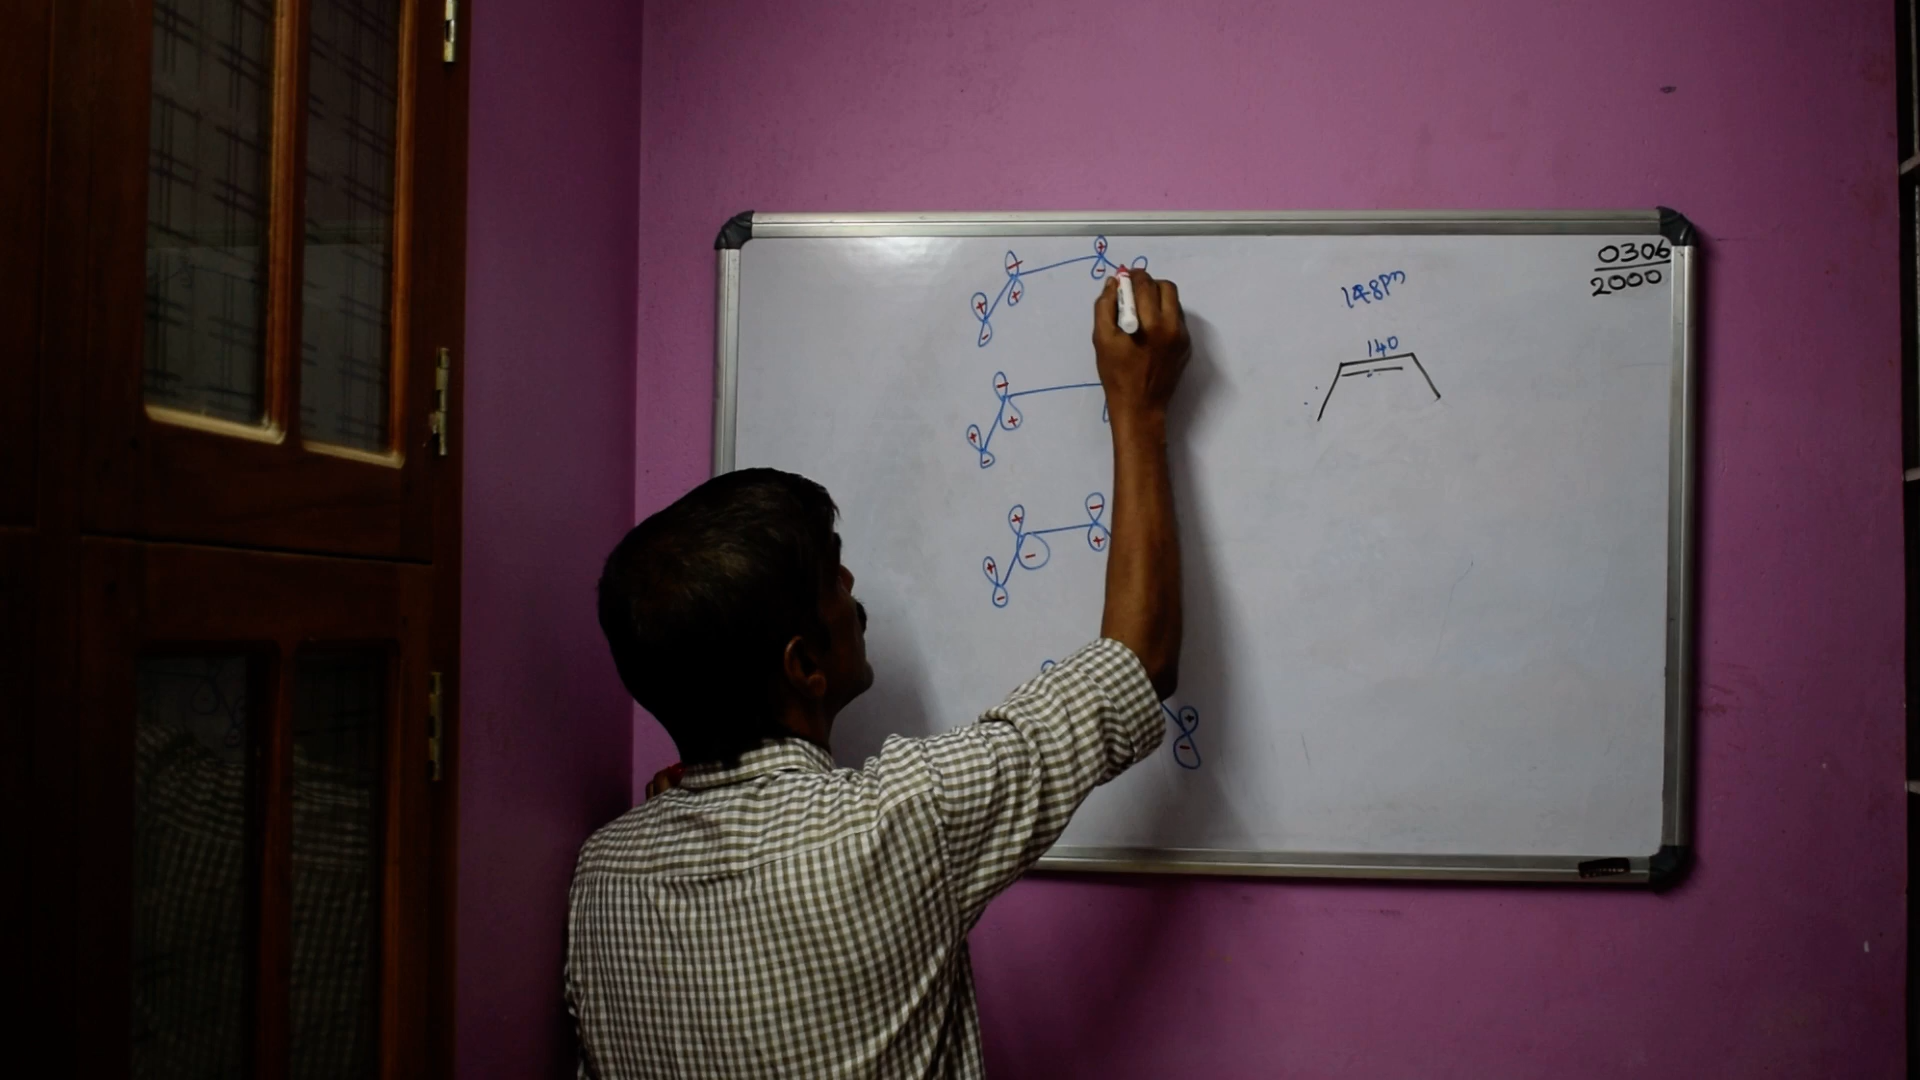 0306
2000
148pm
140
- + +
+ - -
- 
+ +
-
+ -
+ - +
-
+
-